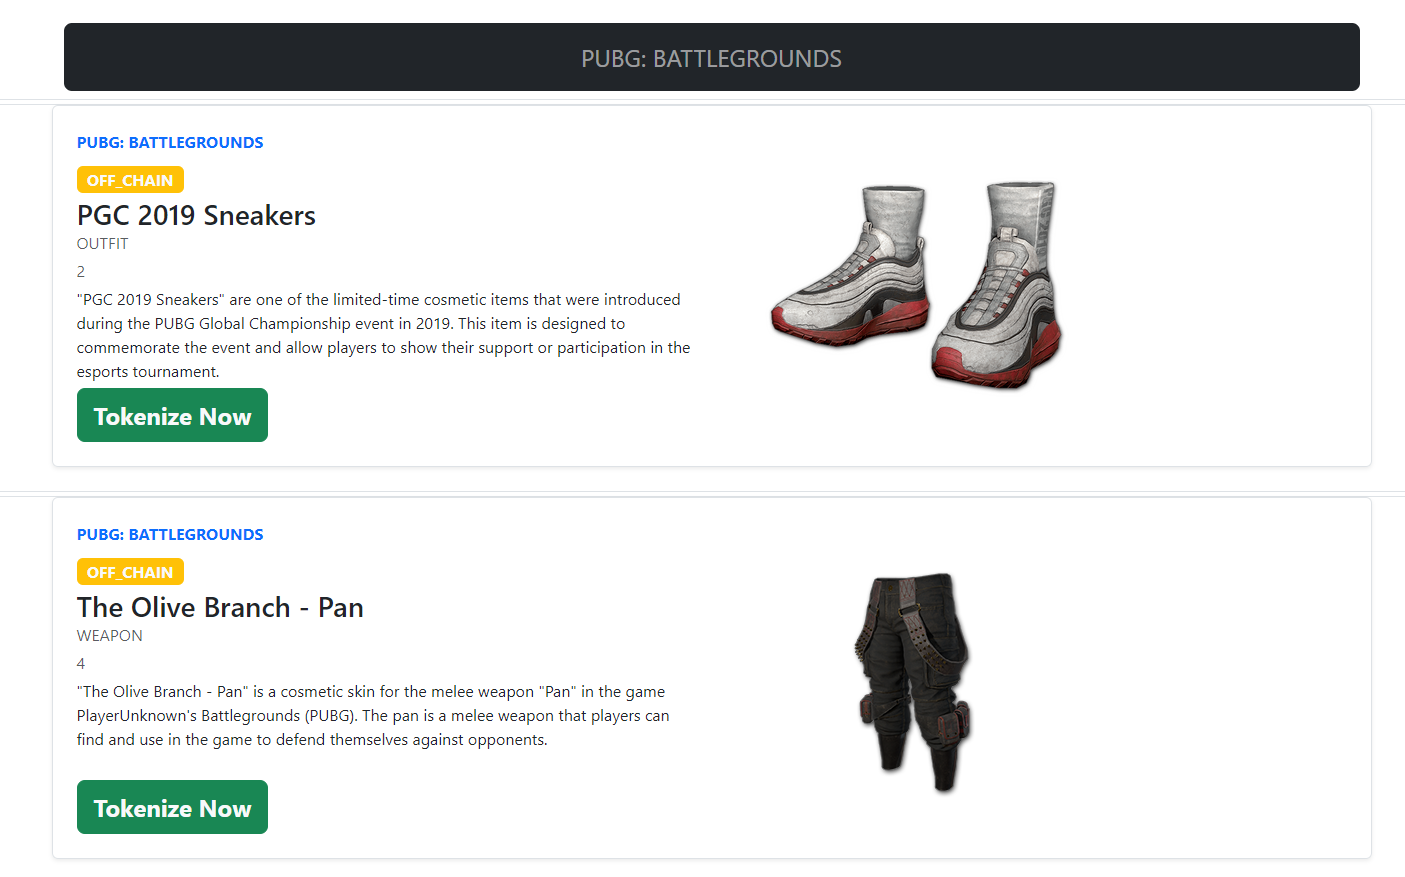 PUBG: BATTLEGROUNDS
PUBG: BATTLEGROUNDS
OFF_CHAIN
PGC 2019 Sneakers
OUTFIT
2
"PGC 2019 Sneakers" are one of the limited-time cosmetic items that were introduced
during the PUBG Global Championship event in 2019. This item is designed to
commemorate the event and allow players to show their support or participation in the
esports tournament.
Tokenize Now
PUBG: BATTLEGROUNDS
OFF_CHAIN
The Olive Branch - Pan
WEAPON
4
"The Olive Branch - Pan" is a cosmetic skin for the melee weapon "Pan" in the game
PlayerUnknown's Battlegrounds (PUBG). The pan is a melee weapon that players can
find and use in the game to defend themselves against opponents.
Tokenize Now